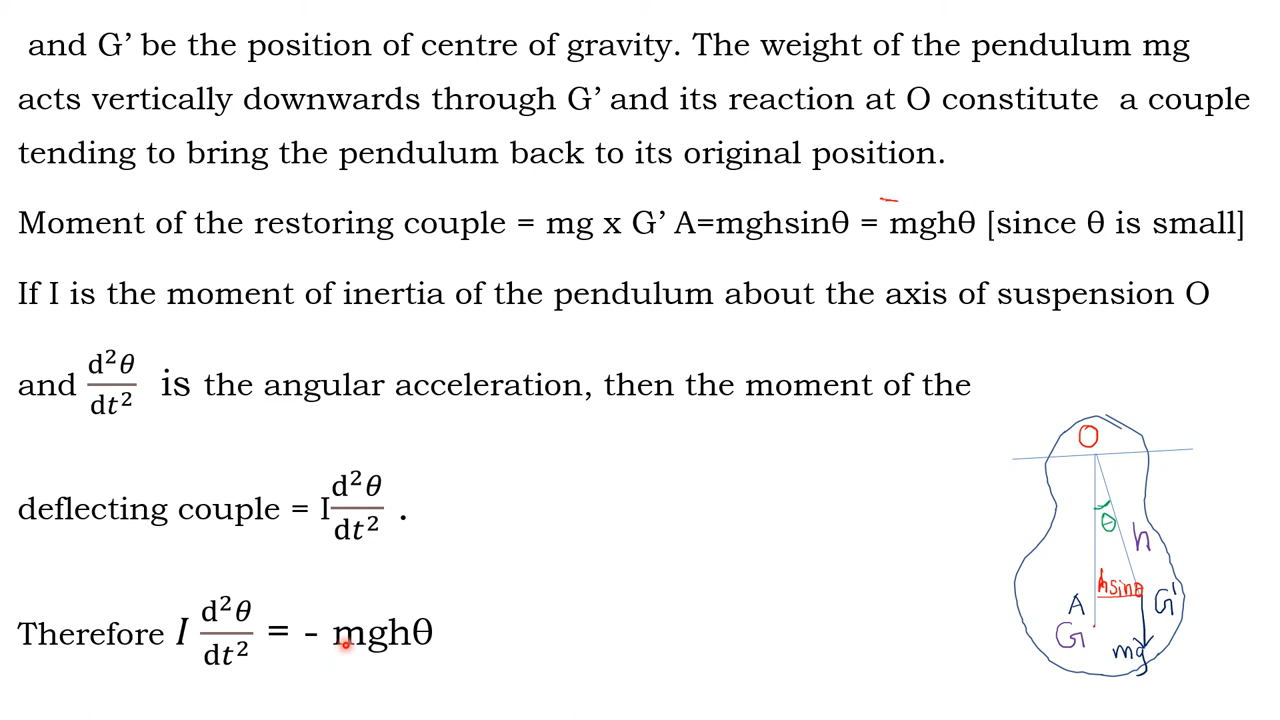 and G’ be the position of centre of gravity. The weight of the pendulum mg
acts vertically downwards through G’ and its reaction at O constitute a couple
tending to bring the pendulum back to its original position.
Moment of the restoring couple = mg x G’ A=mghsinθ = mghθ [since θ is small]
If I is the moment of inertia of the pendulum about the axis of suspension O
and d²θ/dt² is the angular acceleration, then the moment of the
deflecting couple = I d²θ/dt² .
Therefore I d²θ/dt² = - mghθ
O
θ
h
hsinθ
A
G'
G
mg